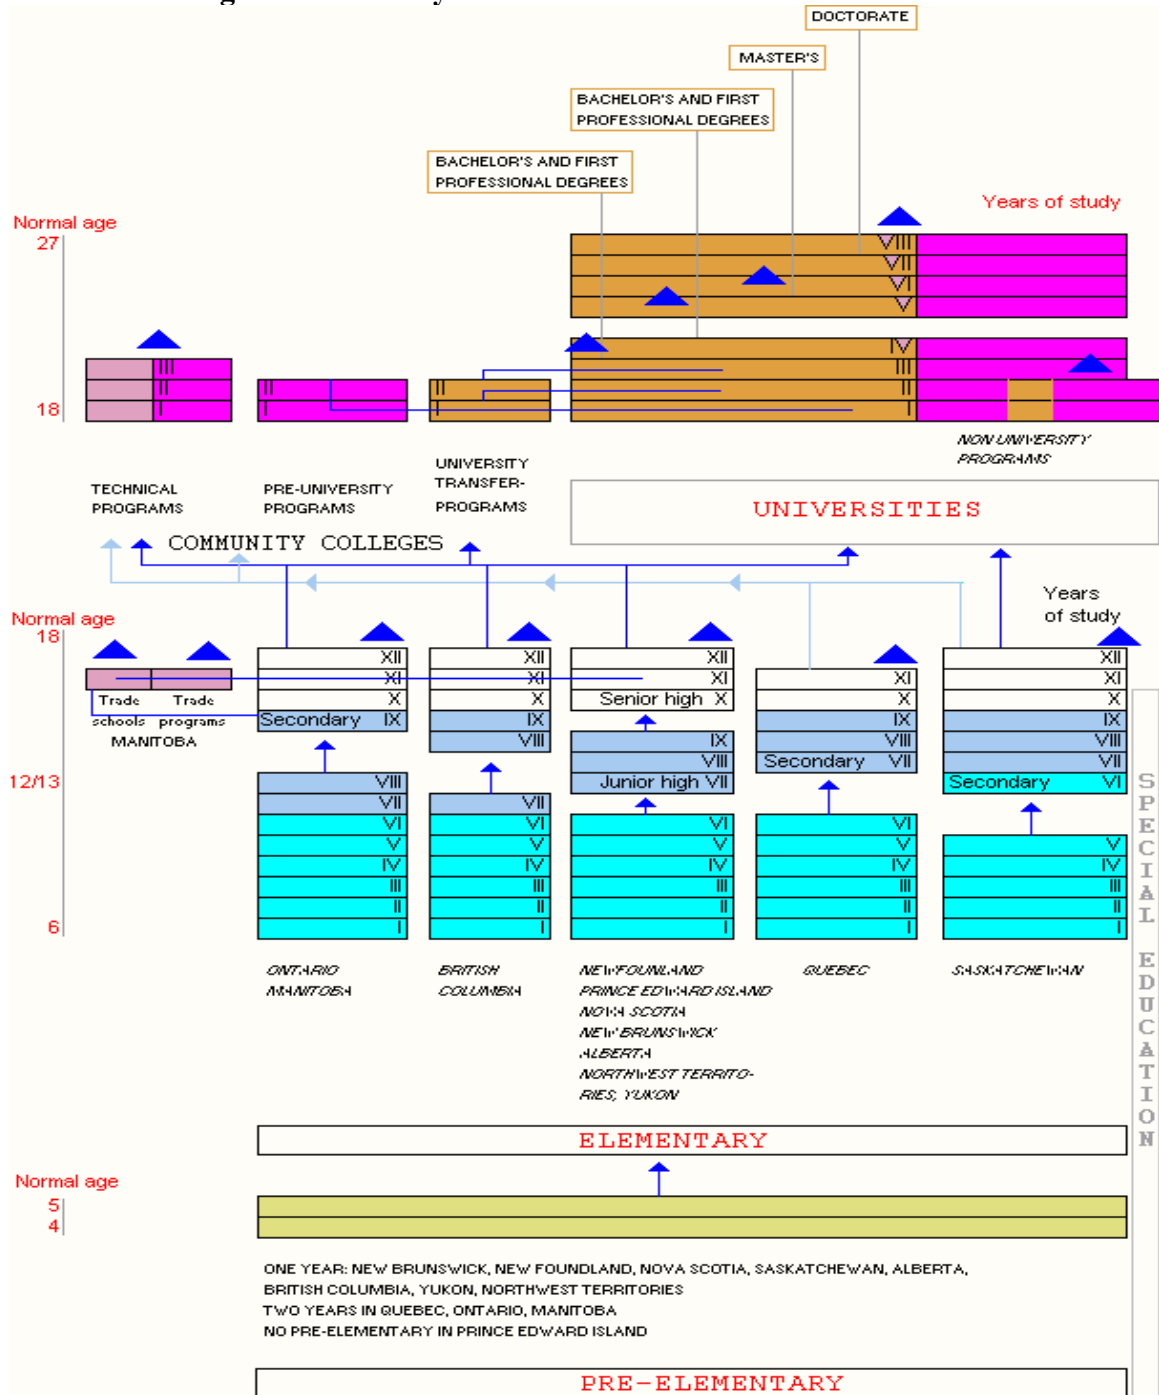 DOCTORATE
MASTER'S
BACHELOR'S AND FIRST
PROFESSIONAL DEGREES
BACHELOR'S AND FIRST
PROFESSIONAL DEGREES
Years of study
Normal age
27
VIII
VII
VI
V
IV
III
II
I
III
II
I
II
I
II
I
18
NON UNIVERSITY
PROGRAMS
TECHNICAL
PROGRAMS
PRE-UNIVERSITY
PROGRAMS
UNIVERSITY
TRANSFER-
PROGRAMS
UNIVERSITIES
COMMUNITY COLLEGES
Years
of study
Normal age
18
12/13
6
Trade
schools
Trade
programs
MANITOBA
XII
XI
X
Secondary IX
VIII
VII
VI
V
IV
III
II
I
XII
XI
X
IX
VIII
VII
VI
V
IV
III
II
I
XII
XI
Senior high X
IX
VIII
Junior high VII
VI
V
IV
III
II
I
XI
X
IX
VIII
Secondary VII
VI
V
IV
III
II
I
XII
XI
X
IX
VIII
VII
Secondary VI
V
IV
III
II
I
SPECIAL EDUCATION
ONTARIO
MANITOBA
BRITISH
COLUMBIA
NEWFOUNLAND
PRINCE EDWARD ISLAND
NOVA SCOTIA
NEW BRUNSWICK
ALBERTA
NORTHWEST TERRITO-
RIES, YUKON
QUEBEC
SASKATCHEWAN
ELEMENTARY
Normal age
5
4
ONE YEAR: NEW BRUNSWICK, NEW FOUNDLAND, NOVA SCOTIA, SASKATCHEWAN, ALBERTA,
BRITISH COLUMBIA, YUKON, NORTHWEST TERRITORIES
TWO YEARS IN QUEBEC, ONTARIO, MANITOBA
NO PRE-ELEMENTARY IN PRINCE EDWARD ISLAND
PRE-ELEMENTARY